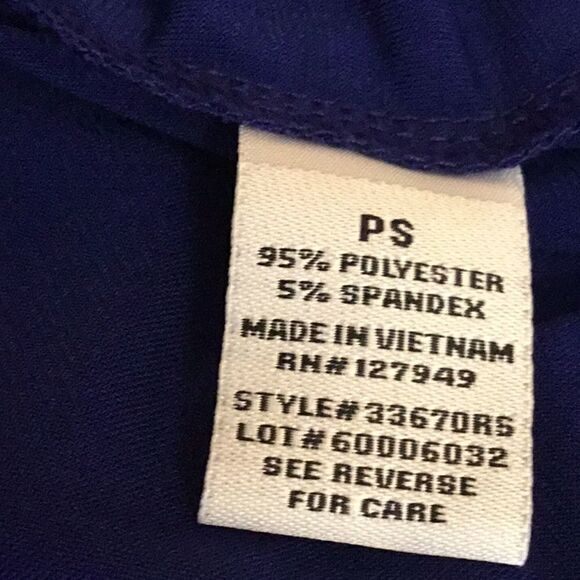 PS
95% POLYESTER
5% SPANDEX
MADE IN VIETNAM
RN#127949
STYLE#33670RS
LOT#60006032
SEE REVERSE
FOR CARE